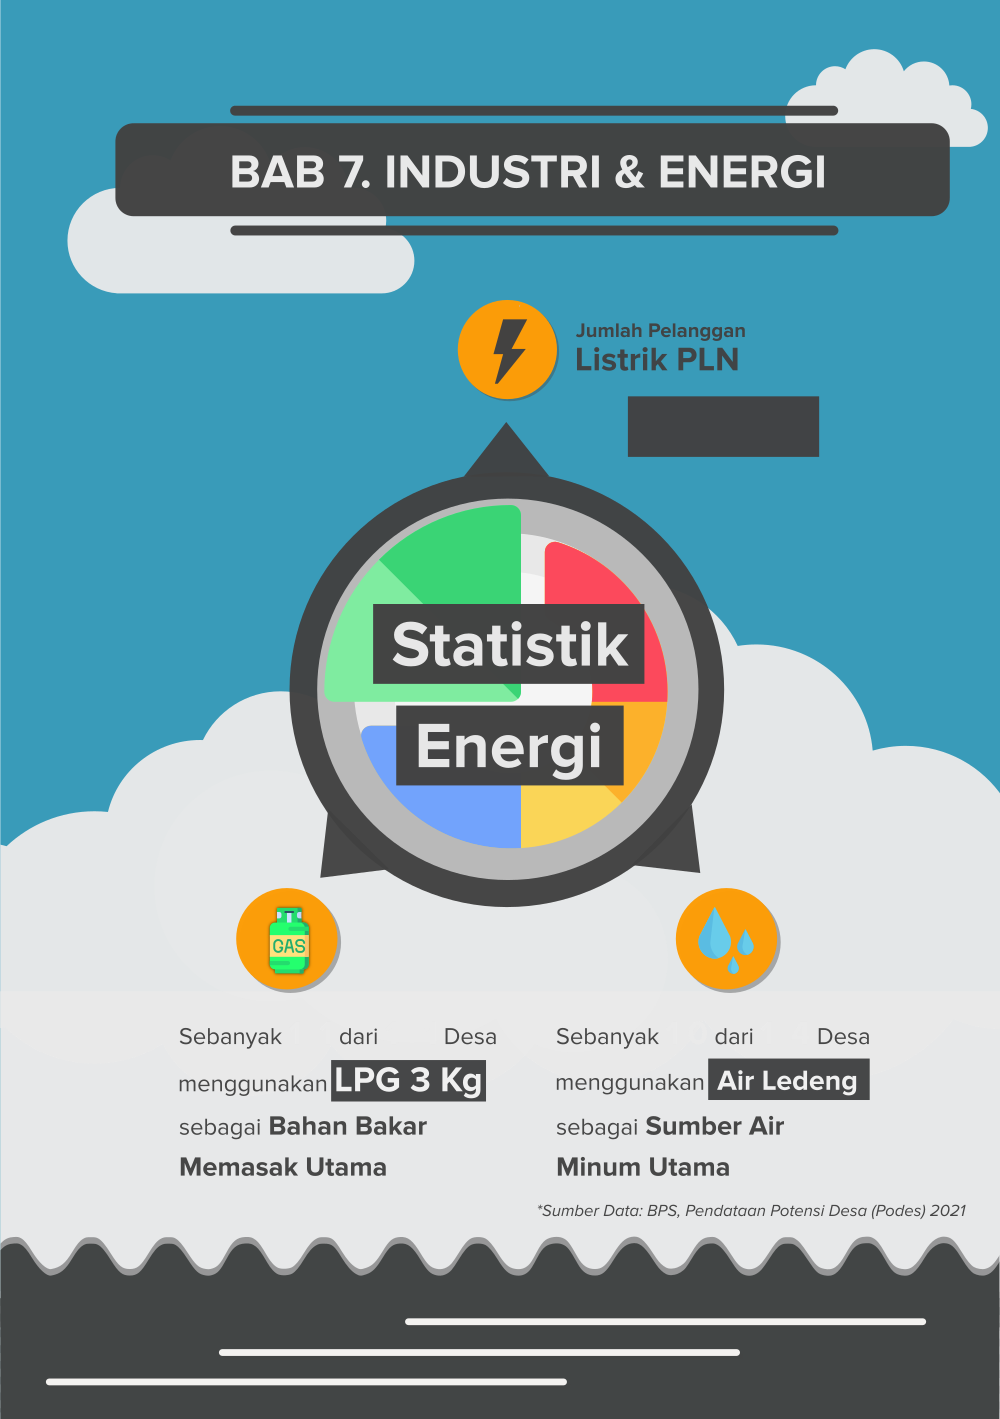 BAB 7. INDUSTRI & ENERGI
Jumlah Pelanggan
Listrik PLN
Statistik
Energi
GAS
Sebanyak dari Desa
menggunakan LPG 3 Kg
sebagai Bahan Bakar
Memasak Utama
Sebanyak dari Desa
menggunakan Air Ledeng
sebagai Sumber Air
Minum Utama
*Sumber Data: BPS, Pendataan Potensi Desa (Podes) 2021